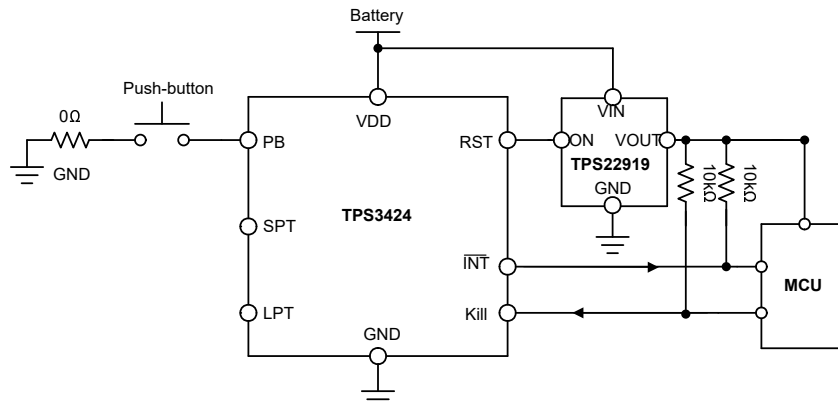 Battery
Push-button
0Ω
GND
VDD
PB
RST
SPT
TPS3424
INT
LPT
Kill
GND
VIN
ON
VOUT
TPS22919
GND
10kΩ
10kΩ
MCU